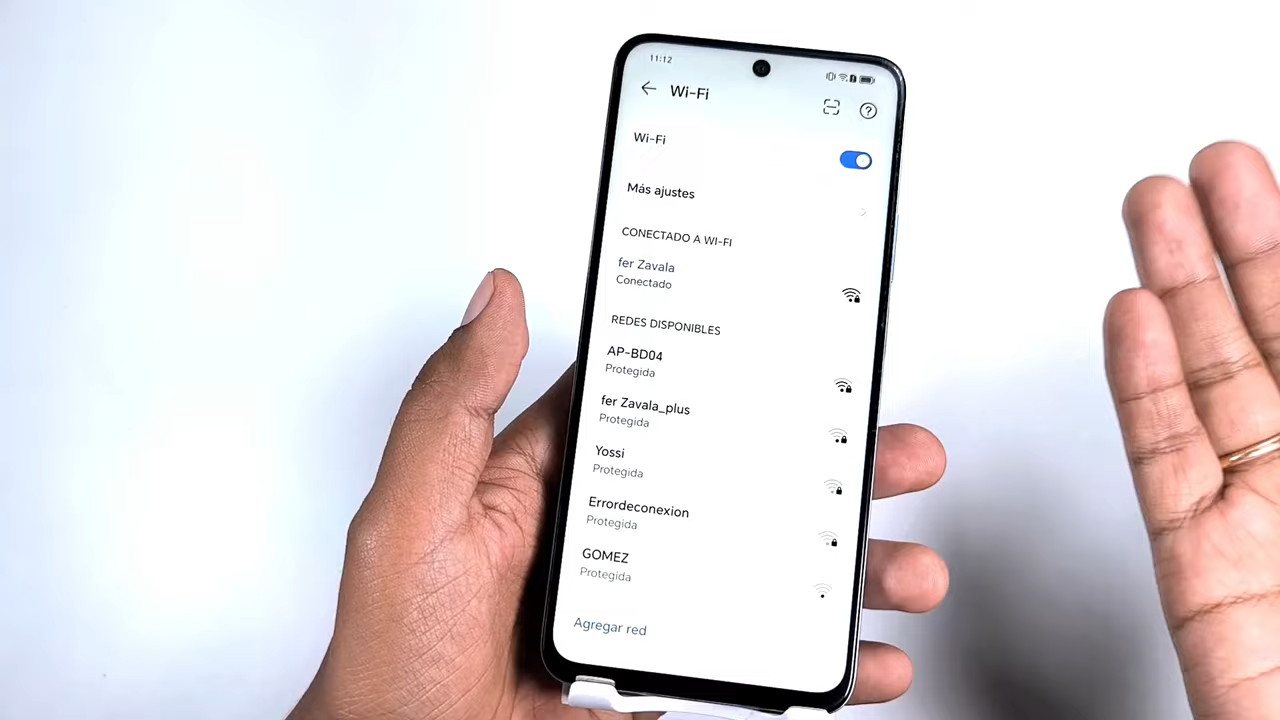 11:12
Wi-Fi
Wi-Fi
Más ajustes
CONECTADO A WI-FI
fer Zavala
Conectado
REDES DISPONIBLES
AP-BD04
Protegida
fer Zavala_plus
Protegida
Yossi
Protegida
Errordeconexion
Protegida
GOMEZ
Protegida
Agregar red